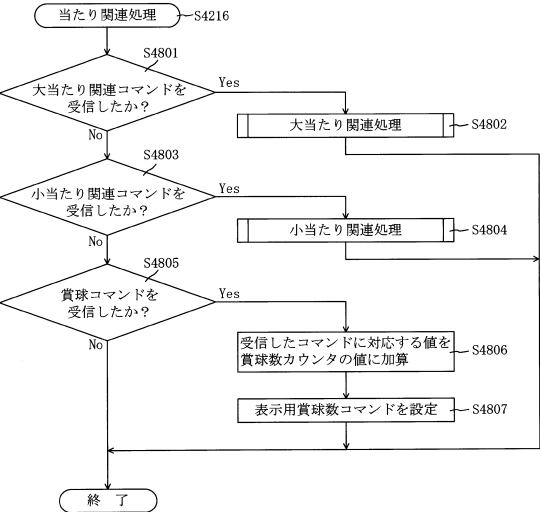 当たり関連処理
S4216
S4801
大当たり関連コマンドを
受信したか?
Yes
No
大当たり関連処理
S4802
S4803
小当たり関連コマンドを
受信したか?
Yes
No
小当たり関連処理
S4804
S4805
賞球コマンドを
受信したか?
Yes
No
受信したコマンドに対応する値を
賞球数カウンタの値に加算
S4806
表示用賞球数コマンドを設定
S4807
終 了